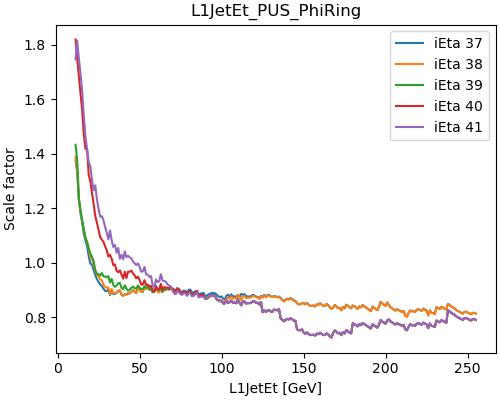 L1JetEt_PUS_PhiRing
Scale factor
1.8
1.6
1.4
1.2
1.0
0.8
iEta 37
iEta 38
iEta 39
iEta 40
iEta 41
0
50
100
150
200
250
L1JetEt [GeV]